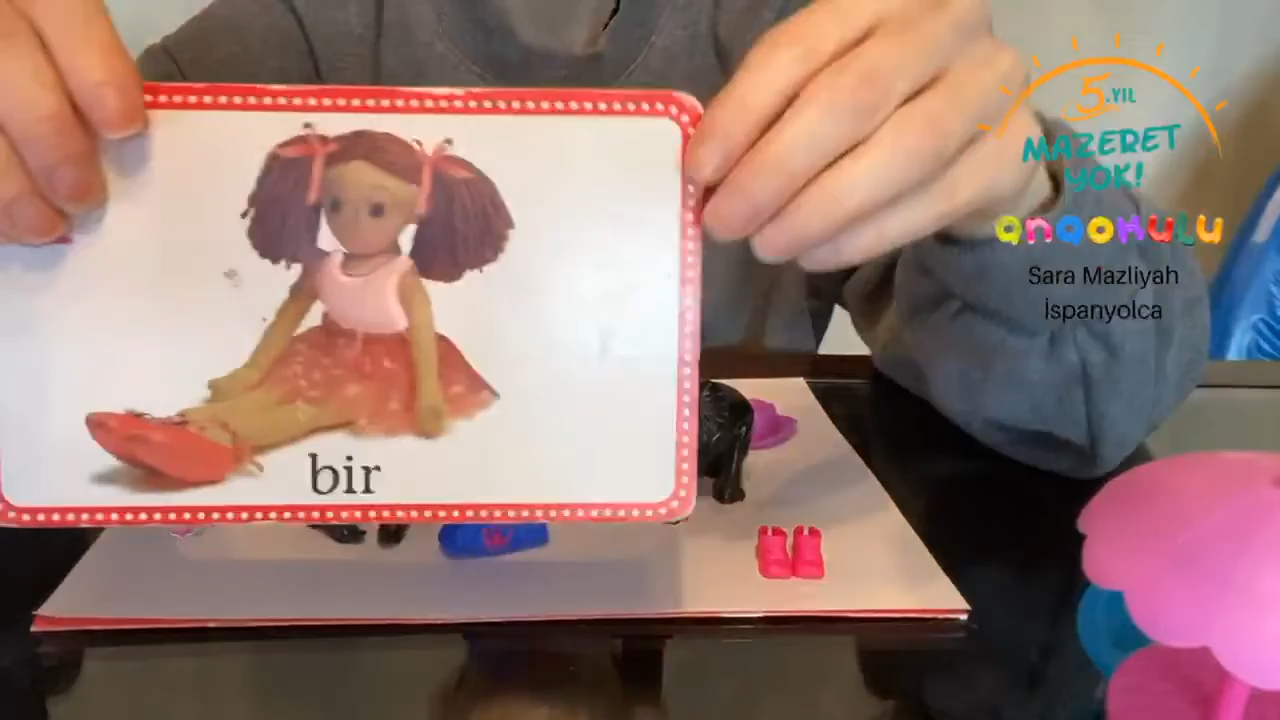 5.YIL
MAZERET
YOK!
anaokulu
Sara Mazliyah
İspanyolca
bir